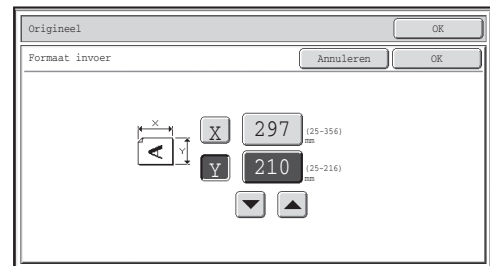 Origineel OK
Formaat invoer Annuleren OK
X
Y
A
X 297 (25-356)
mm
Y 210 (25-216)
mm